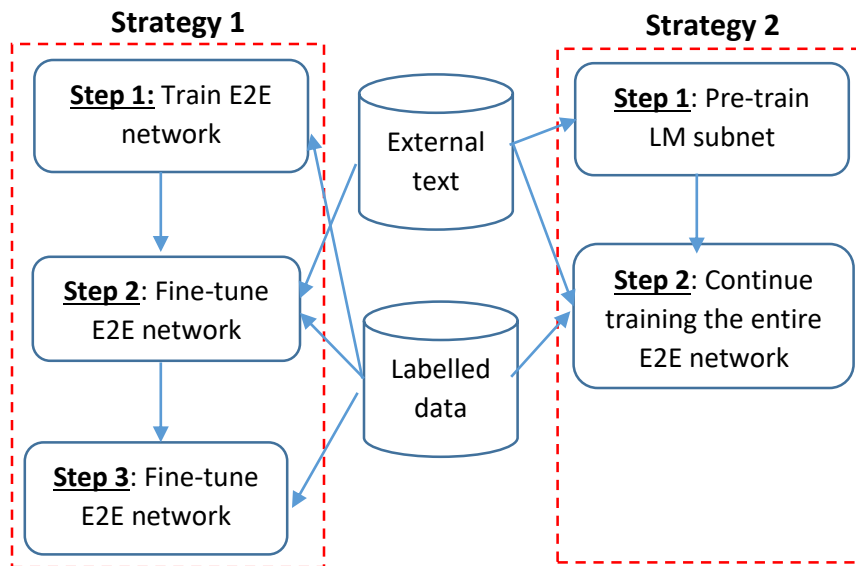 Strategy 1
Step 1: Train E2E
network
Step 2: Fine-tune
E2E network
Step 3: Fine-tune
E2E network
External
text
Labelled
data
Strategy 2
Step 1: Pre-train
LM subnet
Step 2: Continue
training the entire
E2E network